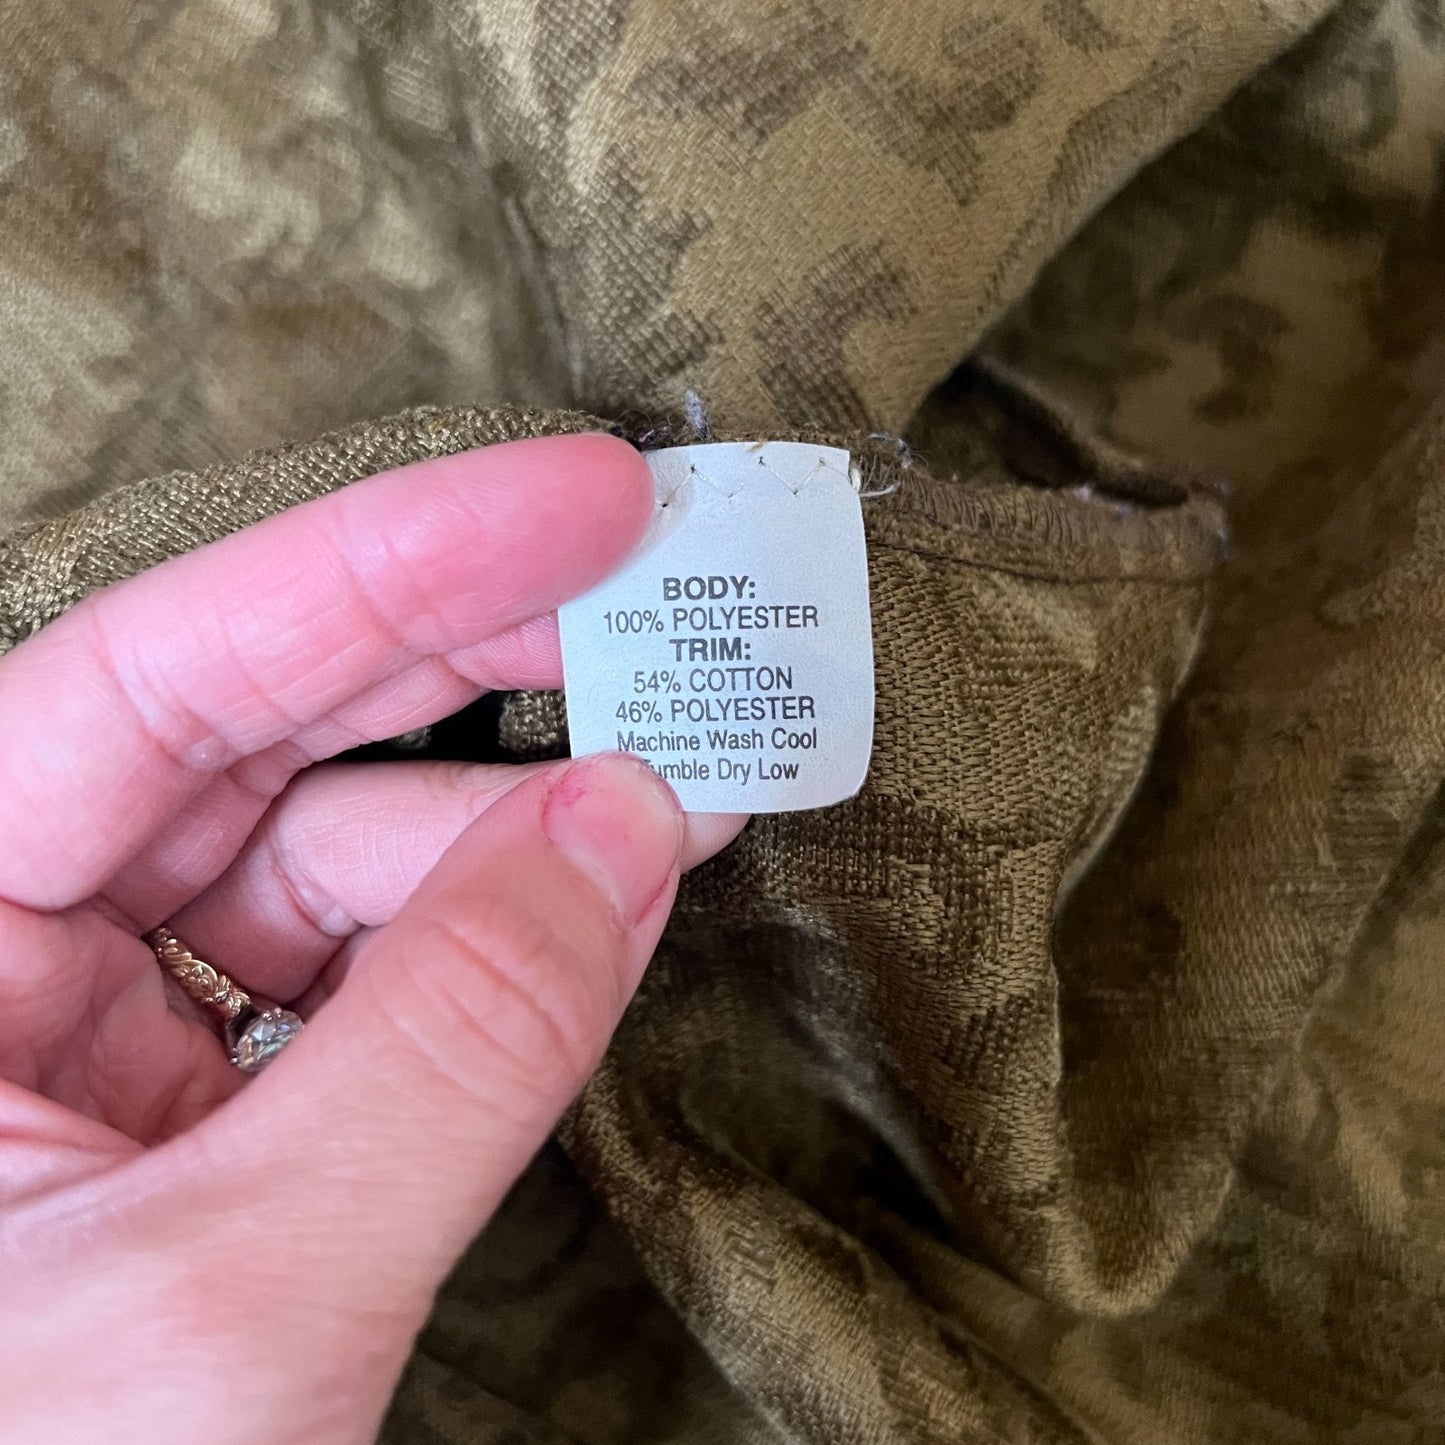 BODY:
100% POLYESTER
TRIM:
54% COTTON
46% POLYESTER
Machine Wash Cool
Tumble Dry Low